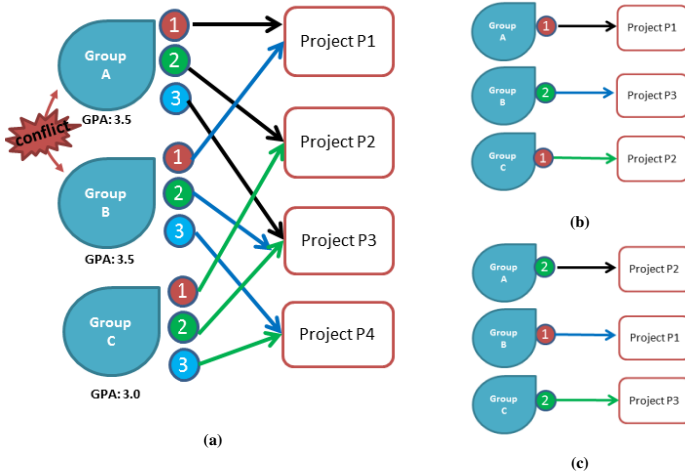 Group
A
GPA: 3.5
1
2
3
conflict
Group
B
GPA: 3.5
1
2
3
Group
C
GPA: 3.0
1
2
3
Project P1
Project P2
Project P3
Project P4
(a)
Group
A
1
Project P1
Group
B
2
Project P3
Group
C
1
Project P2
(b)
Group
A
2
Project P2
Group
B
1
Project P1
Group
C
2
Project P3
(c)